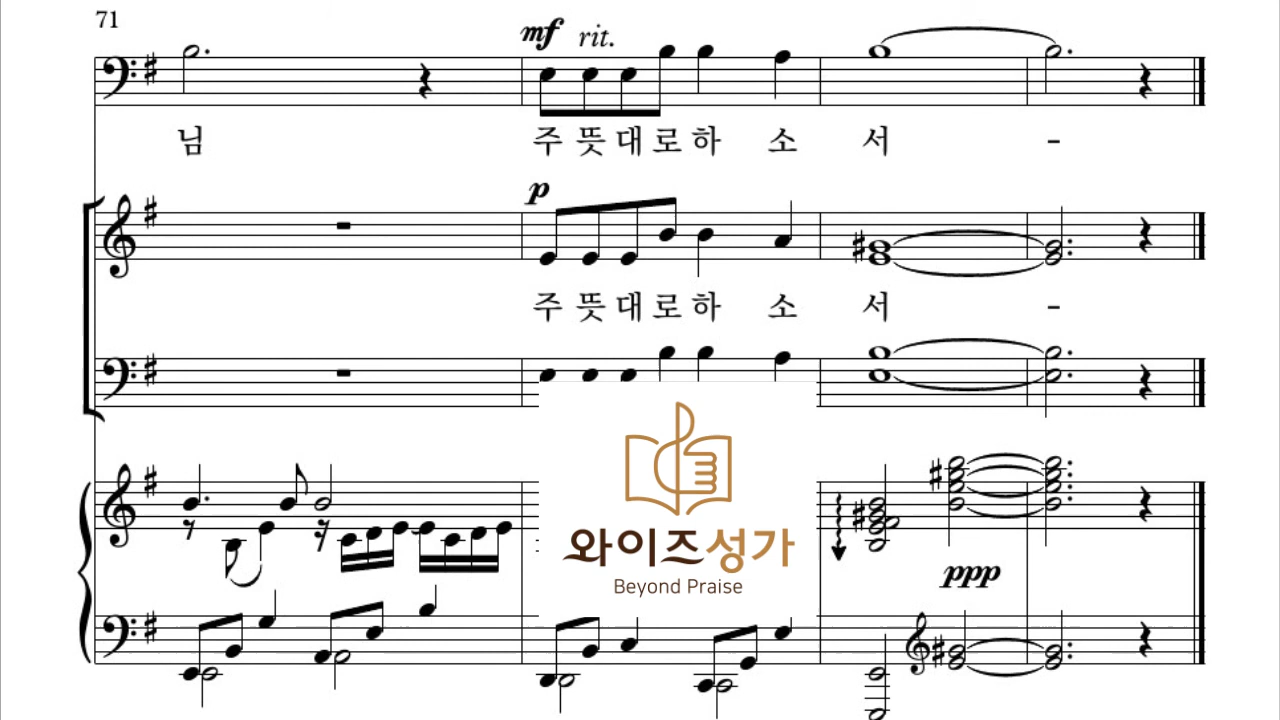 71
mf rit.
님 주 뜻 대 로 하 소 서 -
p
주 뜻 대 로 하 소 서 -
와이즈성가
Beyond Praise
ppp